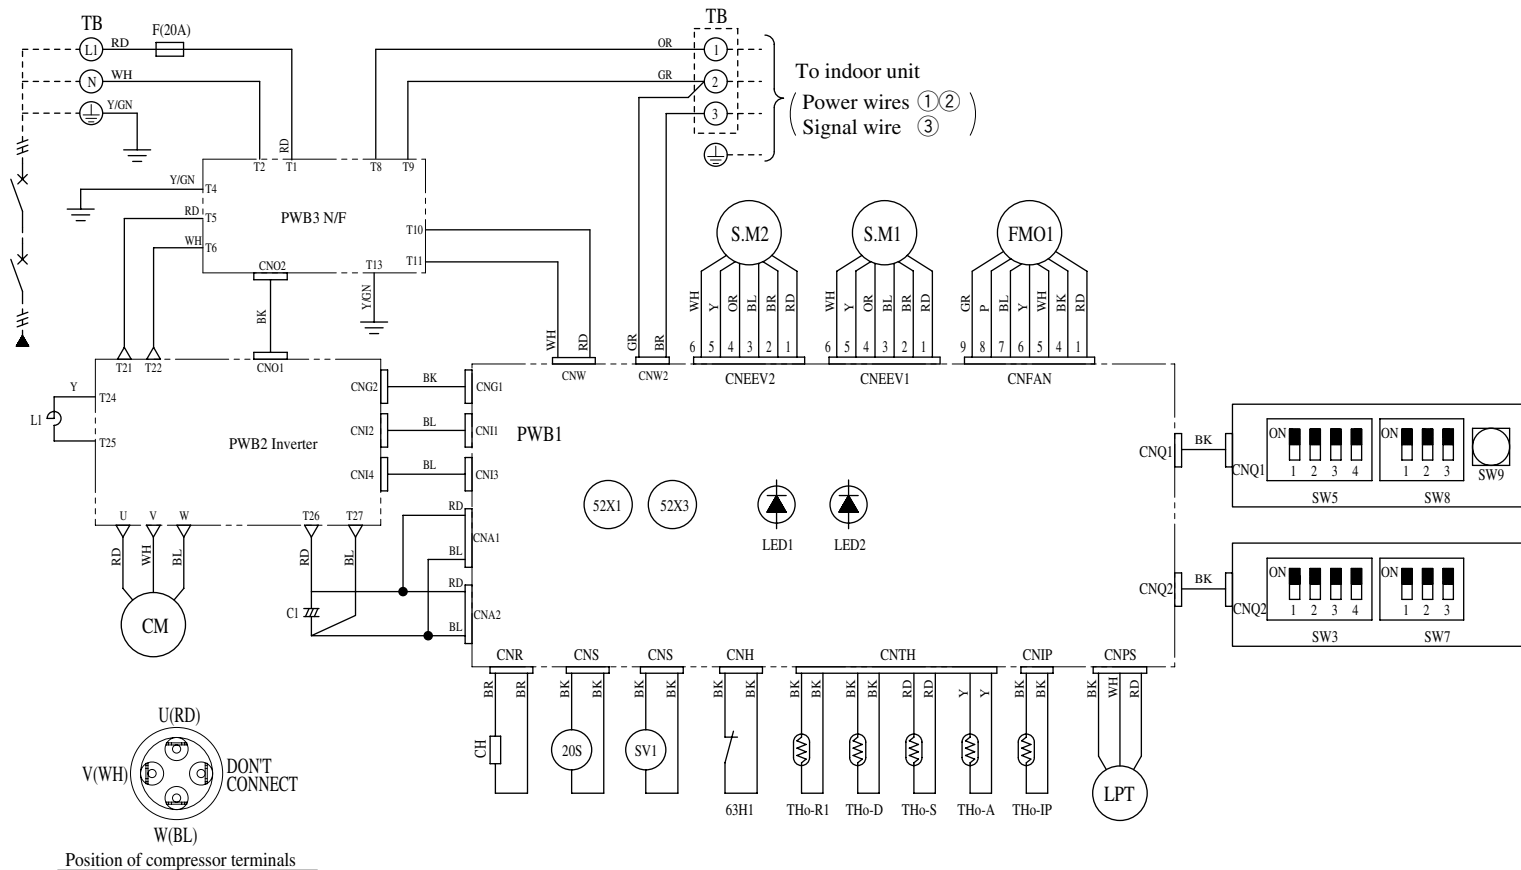 TB
F(20A)
TB
L1 RD
OR 1
N WH
GR 2
Y/GN
3
To indoor unit
Power wires ①②
Signal wire ③
RD
T2 T1 T8 T9
Y/GN T4
RD T5
WH T6
PWB3 N/F
T10
T11
CNO2 T13
BK
Y/GN
S.M2 S.M1 FMO1
WH Y OR BL BR RD
WH Y OR BL BR RD
GR P BL Y WH BK RD
WH RD GR BR
6 5 4 3 2 1
6 5 4 3 2 1
9 8 7 6 5 4 1
CNW CNW2 CNEEV2 CNEEV1 CNFAN
T21 T22 CNO1
Y T24
L1
T25
PWB2 Inverter
CNG2 BK CNG1
CNI2 BL CNI1
CNI4 BL CNI3
PWB1
52X1 52X3
LED1 LED2
CNQ1 BK CNQ1
ON ON
1 2 3 4 1 2 3
SW5 SW8 SW9
CNQ2 BK CNQ2
ON ON
1 2 3 4 1 2 3
SW3 SW7
U V W T26 T27
RD WH BL RD BL
RD
CNA1
BL
RD
CNA2
BL
C1
CM
CNR CNS CNS CNH CNTH CNIP CNPS
BR BR BK BK BK BK BK BK BK BK BK BK RD RD Y Y BK BK BK WH RD
CH 20S SV1
63H1 THo-R1 THo-D THo-S THo-A THo-IP LPT
U(RD)
V(WH)
DON'T
CONNECT
W(BL)
Position of compressor terminals